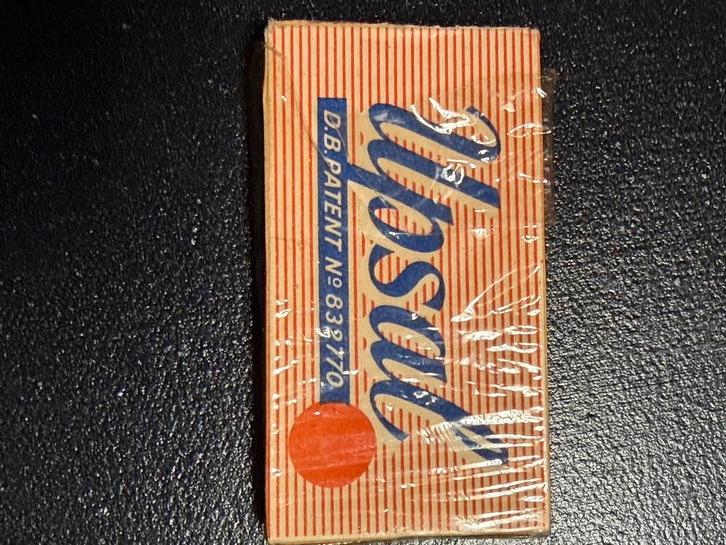 Upsal
D.B. PATENT Nº 839770.